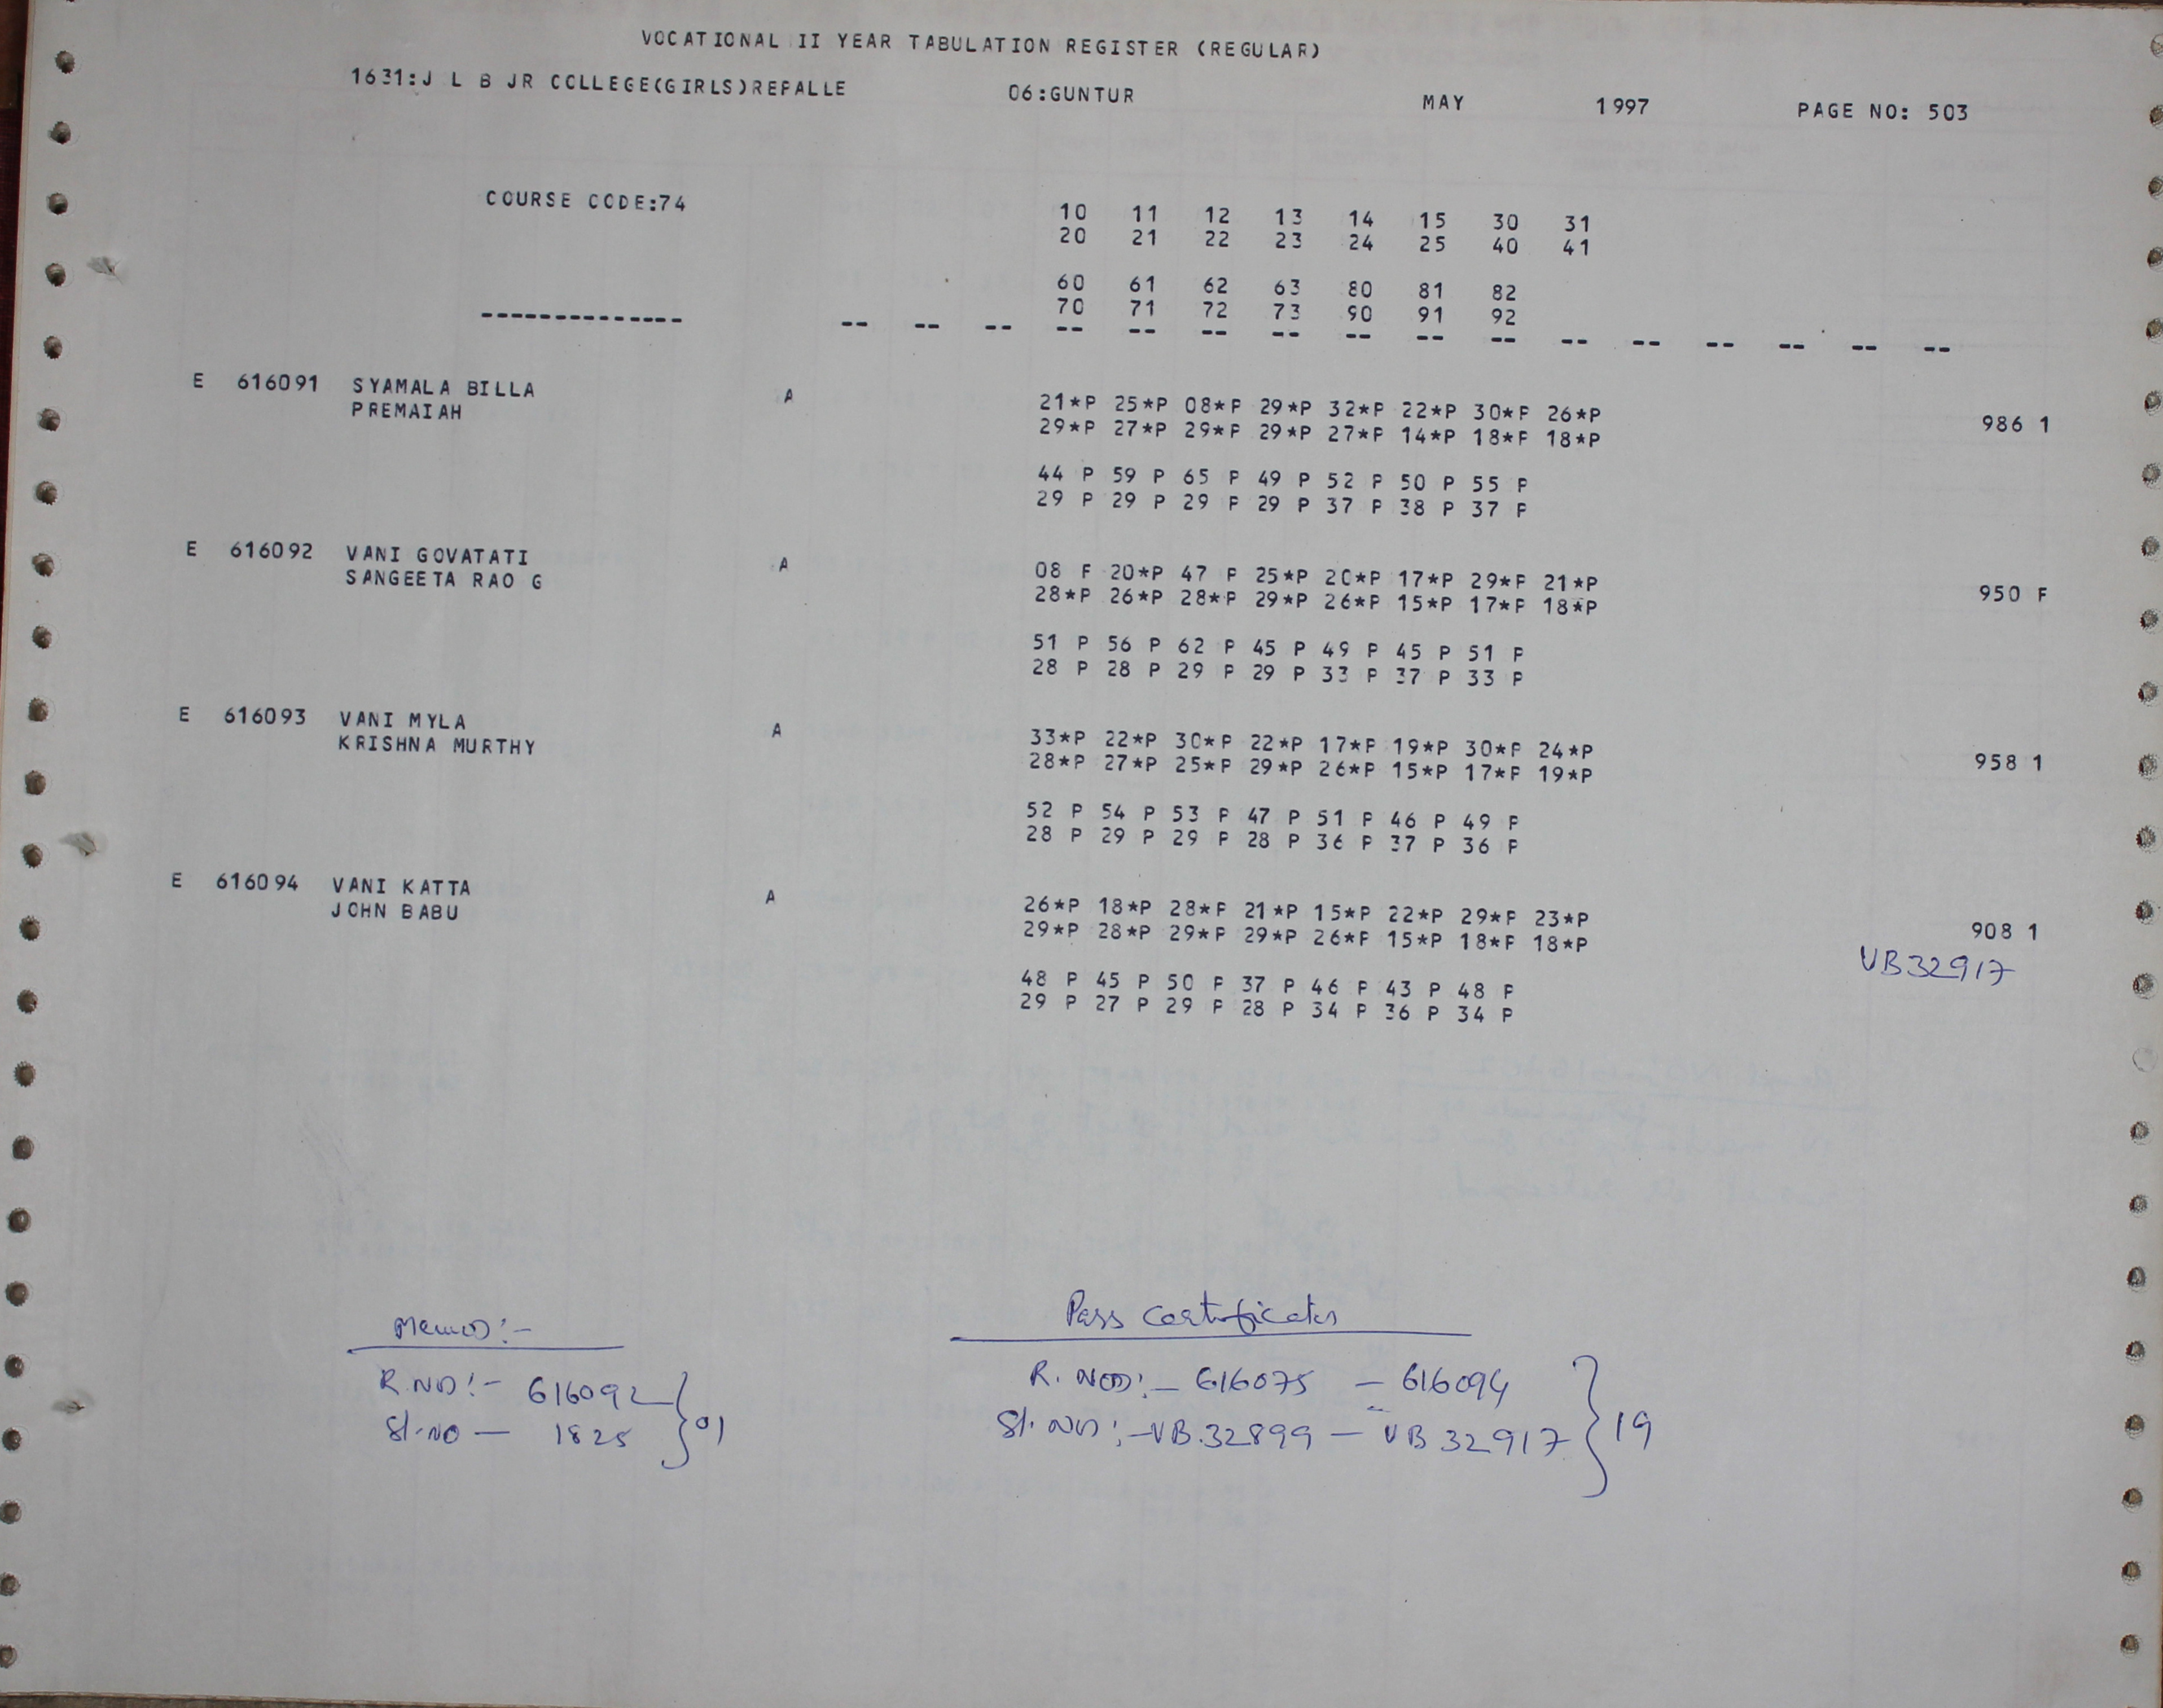 VOCATIONAL II YEAR TABULATION REGISTER (REGULAR)
1631:J L B JR COLLEGE(GIRLS)REPALLE 06:GUNTUR MAY 1997 PAGE NO: 503
COURSE CODE:74 10 11 12 13 14 15 30 31
20 21 22 23 24 25 40 41
60 61 62 63 80 81 82
70 71 72 73 90 91 92
-------------- -- -- -- -- -- -- -- -- -- -- -- -- -- -- -- --
E 616091 SYAMALA BILLA A 21*P 25*P 08*P 29*P 32*P 22*P 30*P 26*P
PREMAIAH 29*P 27*P 29*P 29*P 27*P 14*P 18*P 18*P 986 1
44 P 59 P 65 P 49 P 52 P 50 P 55 P
29 P 29 P 29 P 29 P 37 P 38 P 37 P
E 616092 VANI GOVATATI A 08 F 20*P 47 P 25*P 20*P 17*P 29*P 21*P
SANGEETA RAO G 28*P 26*P 28*P 29*P 26*P 15*P 17*P 18*P 950 F
51 P 56 P 62 P 45 P 49 P 45 P 51 P
28 P 28 P 29 P 29 P 33 P 37 P 33 P
E 616093 VANI MYLA A 33*P 22*P 30*P 22*P 17*P 19*P 30*P 24*P
KRISHNA MURTHY 28*P 27*P 25*P 29*P 26*P 15*P 17*P 19*P 958 1
52 P 54 P 53 P 47 P 51 P 46 P 49 P
28 P 29 P 29 P 28 P 36 P 37 P 36 P
E 616094 VANI KATTA A 26*P 18*P 28*P 21*P 15*P 22*P 29*P 23*P
JOHN BABU 29*P 28*P 29*P 29*P 26*P 15*P 18*P 18*P 908 1
VB32917
48 P 45 P 50 P 37 P 46 P 43 P 48 P
29 P 27 P 29 P 28 P 34 P 36 P 34 P
Memos:-
R.NO:- 616092 } 01
Sl.NO - 1825
Pass Certificates
R. Nos:- 616075 - 616094 } 19
Sl. No:- VB.32899 - VB 32917